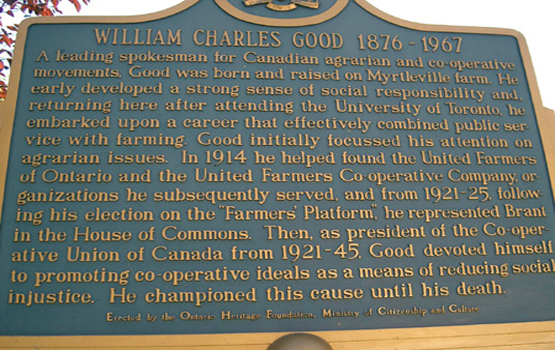 WILLIAM CHARLES GOOD 1876-1967
A leading spokesman for Canadian agrarian and co-operative
movements, Good was born and raised on Myrtleville farm. He
early developed a strong sense of social responsibility and,
returning here after attending the University of Toronto, he
embarked upon a career that effectively combined public ser-
vice with farming. Good initially focussed his attention on
agrarian issues. In 1914 he helped found the United Farmers
of Ontario and the United Farmers Co-operative Company, or-
ganizations he subsequently served, and from 1921-25, follow-
ing his election on the "Farmers' Platform", he represented Brant
in the House of Commons. Then, as president of the Co-oper-
ative Union of Canada from 1921-45, Good devoted himself
to promoting co-operative ideals as a means of reducing social
injustice. He championed this cause until his death.
Erected by the Ontario Heritage Foundation, Ministry of Citizenship and Culture